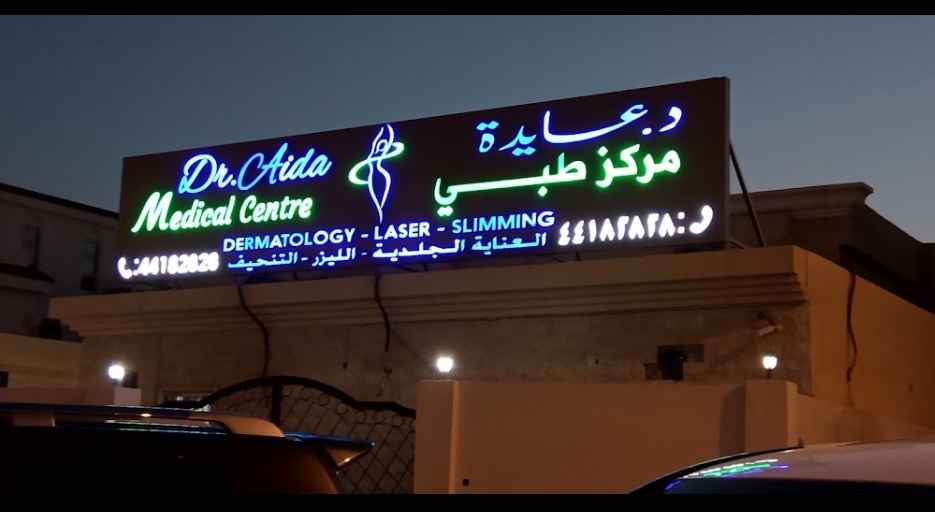 Dr. Aida
Medical Centre
د. عايدة
مركز طبي
DERMATOLOGY - LASER - SLIMMING
العناية الجلدية - الليزر - التنحيف
:44182828
٤٤١٨٢٨٢٨: